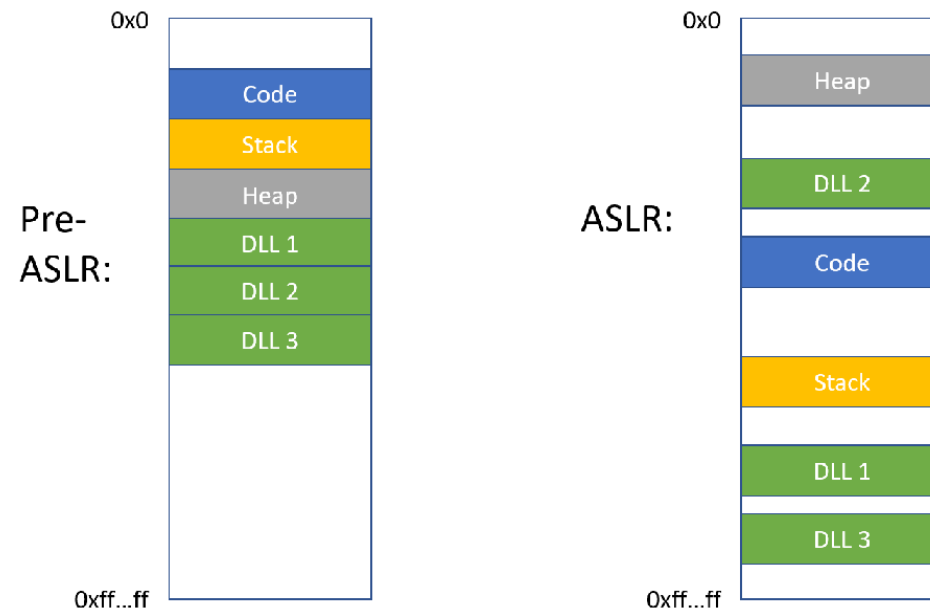 0x0
Code
Stack
Heap
DLL 1
DLL 2
DLL 3
Pre-
ASLR:
0xff...ff
0x0
Heap
DLL 2
Code
Stack
DLL 1
DLL 3
ASLR:
0xff...ff